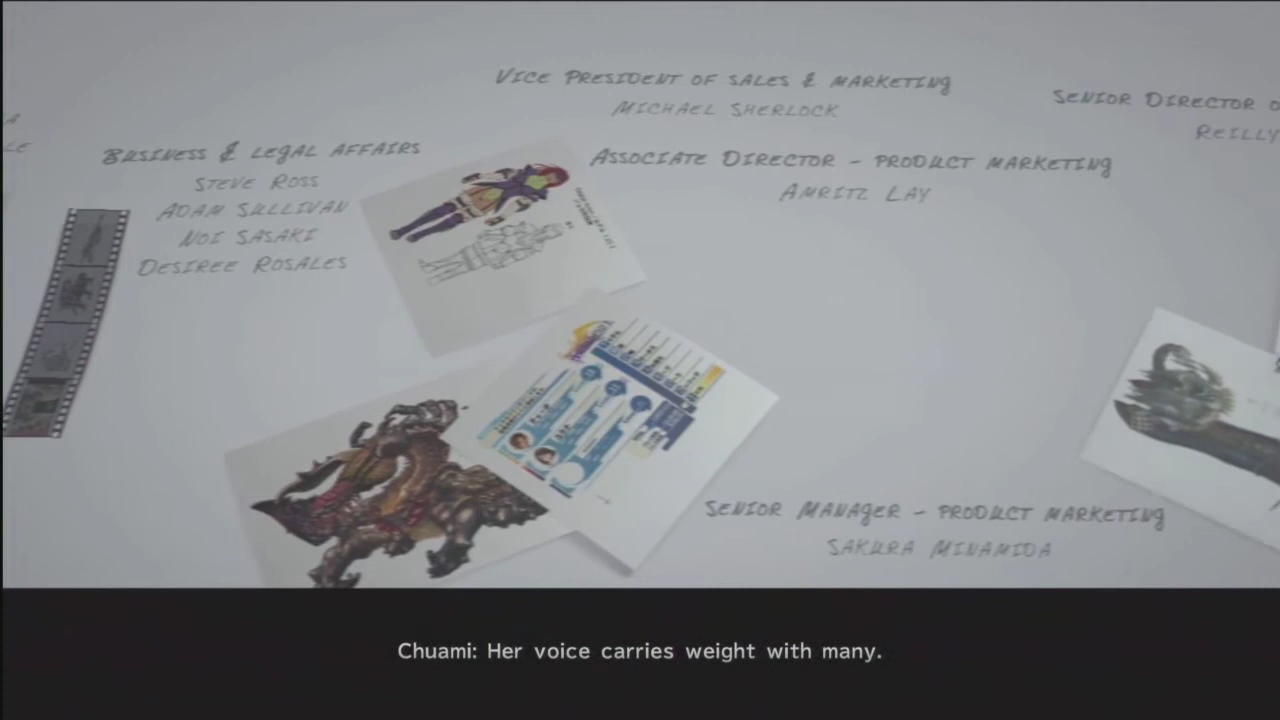 VICE PRESIDENT OF SALES & MARKETING
MICHAEL SHERLOCK
SENIOR DIRECTOR O
REILLY
BUSINESS & LEGAL AFFAIRS
STEVE ROSS
ADAM SULLIVAN
NOI SASAKI
DESIREE ROSALES
ASSOCIATE DIRECTOR - PRODUCT MARKETING
AMRITZ LAY
SENIOR MANAGER - PRODUCT MARKETING
SAKURA MINAMIDA
Chuami: Her voice carries weight with many.